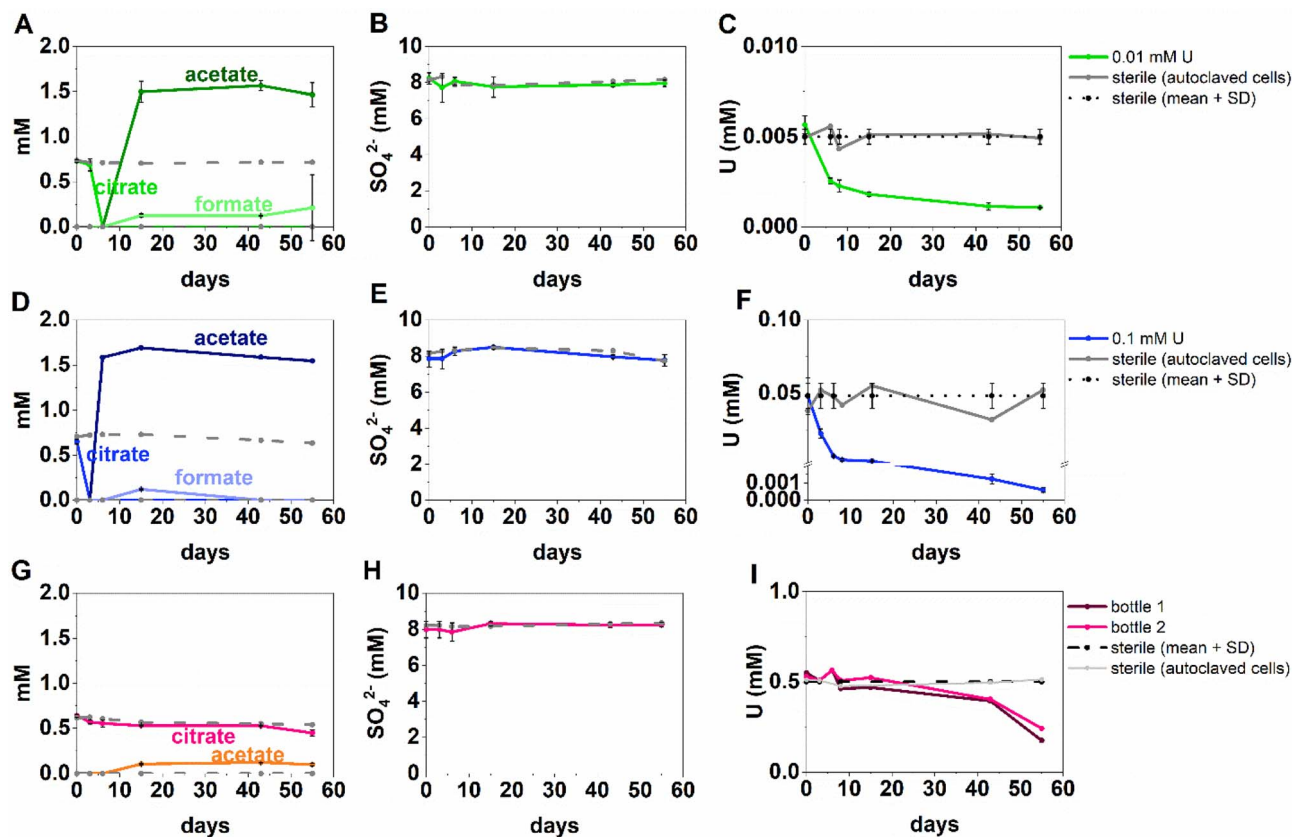 A
2.0
1.5
1.0
0.5
0.0
mM
acetate
citrate
formate
0 10 20 30 40 50 60
days
B
10
8
6
4
2
0
SO₄²⁻ (mM)
0 10 20 30 40 50 60
days
C
0.010
0.005
0.000
U (mM)
0 10 20 30 40 50 60
days
0.01 mM U
sterile (autoclaved cells)
sterile (mean + SD)
D
2.0
1.5
1.0
0.5
0.0
mM
acetate
citrate
formate
0 10 20 30 40 50 60
days
E
10
8
6
4
2
0
SO₄²⁻ (mM)
0 10 20 30 40 50 60
days
F
0.10
0.05
0.001
0.000
U (mM)
0 10 20 30 40 50 60
days
0.1 mM U
sterile (autoclaved cells)
sterile (mean + SD)
G
2.0
1.5
1.0
0.5
0.0
mM
citrate
acetate
0 10 20 30 40 50 60
days
H
10
8
6
4
2
0
SO₄²⁻ (mM)
0 10 20 30 40 50 60
days
I
1.0
0.5
0.0
U (mM)
0 10 20 30 40 50 60
days
bottle 1
bottle 2
sterile (mean + SD)
sterile (autoclaved cells)